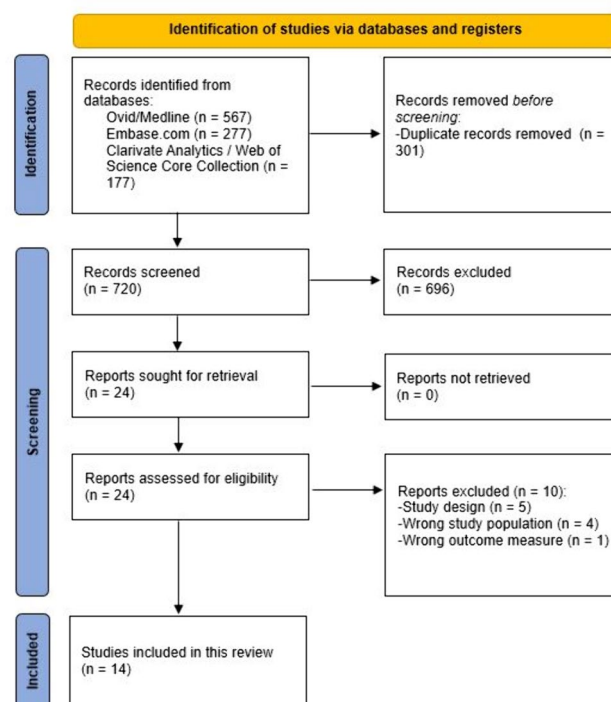 Identification of studies via databases and registers
Identification
Records identified from
databases:
Ovid/Medline (n = 567)
Embase.com (n = 277)
Clarivate Analytics / Web of
Science Core Collection (n =
177)
Records removed before
screening:
-Duplicate records removed (n =
301)
Screening
Records screened
(n = 720)
Records excluded
(n = 696)
Reports sought for retrieval
(n = 24)
Reports not retrieved
(n = 0)
Reports assessed for eligibility
(n = 24)
Reports excluded (n = 10):
-Study design (n = 5)
-Wrong study population (n = 4)
-Wrong outcome measure (n = 1)
Included
Studies included in this review
(n = 14)